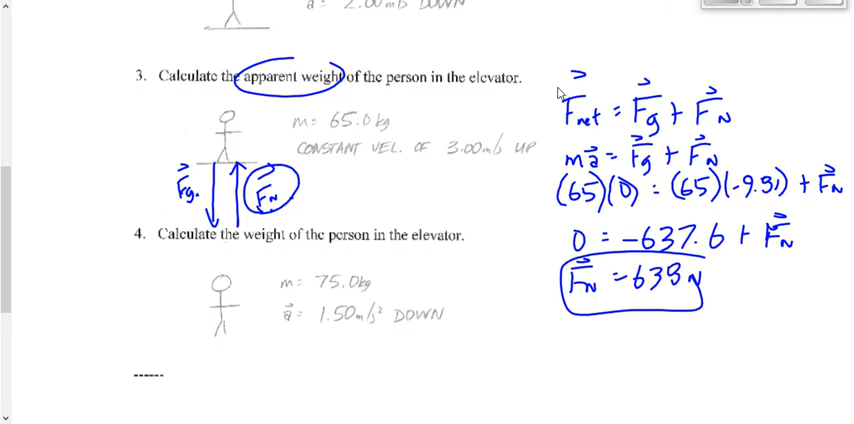 a = 2.00 m/s DOWN
3. Calculate the apparent weight of the person in the elevator.
m = 65.0kg
CONSTANT VEL. OF 3.00m/s UP
Fg.
FN
Fnet = Fg + FN
ma = Fg + FN
(65)(0) = (65)(-9.81) + FN
0 = -637.6 + FN
FN = 638 N
4. Calculate the weight of the person in the elevator.
m = 75.0kg
a = 1.50m/s² DOWN
------